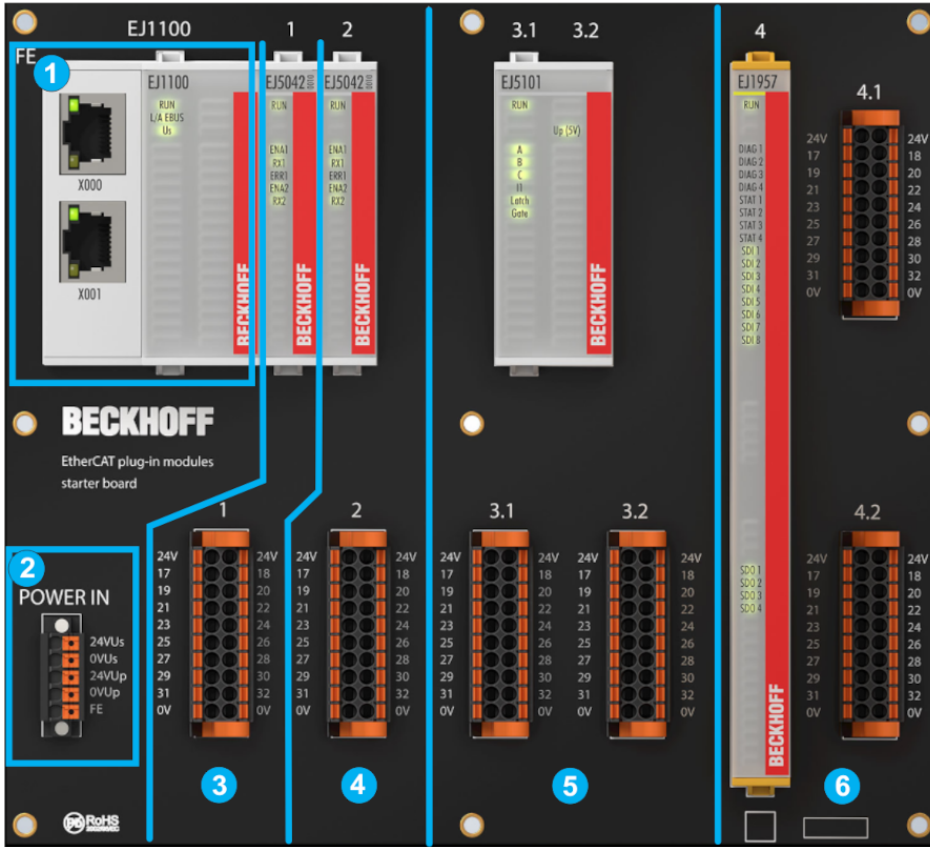 EJ1100 1 2 3.1 3.2 4
FE
1
EJ1100
RUN
L/A EBUS
Us
BECKHOFF
X000
X001
EJ5042
0010
RUN
ENA1
RX1
ERR1
ENA2
RX2
BECKHOFF
EJ5042
0010
RUN
ENA1
RX1
ERR1
ENA2
RX2
BECKHOFF
EJ5101
RUN
Up (5V)
A
B
C
I1
Latch
Gate
BECKHOFF
EJ1957
RUN
DIAG 1
DIAG 2
DIAG 3
DIAG 4
STAT 1
STAT 2
STAT 3
STAT 4
SDI 1
SDI 2
SDI 3
SDI 4
SDI 5
SDI 6
SDI 7
SDI 8
SDO 1
SDO 2
SDO 3
SDO 4
BECKHOFF
4.1
24V 24V
17 18
19 20
21 22
23 24
25 26
27 28
29 30
31 32
0V 0V
BECKHOFF
EtherCAT plug-in modules
starter board
2
POWER IN
24VUs
0VUs
24VUp
0VUp
FE
1
24V 24V
17 18
19 20
21 22
23 24
25 26
27 28
29 30
31 32
0V 0V
3
2
24V 24V
17 18
19 20
21 22
23 24
25 26
27 28
29 30
31 32
0V 0V
4
3.1
24V 24V
17 18
19 20
21 22
23 24
25 26
27 28
29 30
31 32
0V 0V
3.2
24V 24V
17 18
19 20
21 22
23 24
25 26
27 28
29 30
31 32
0V 0V
5
4.2
24V 24V
17 18
19 20
21 22
23 24
25 26
27 28
29 30
31 32
0V 0V
6
Pb RoHS